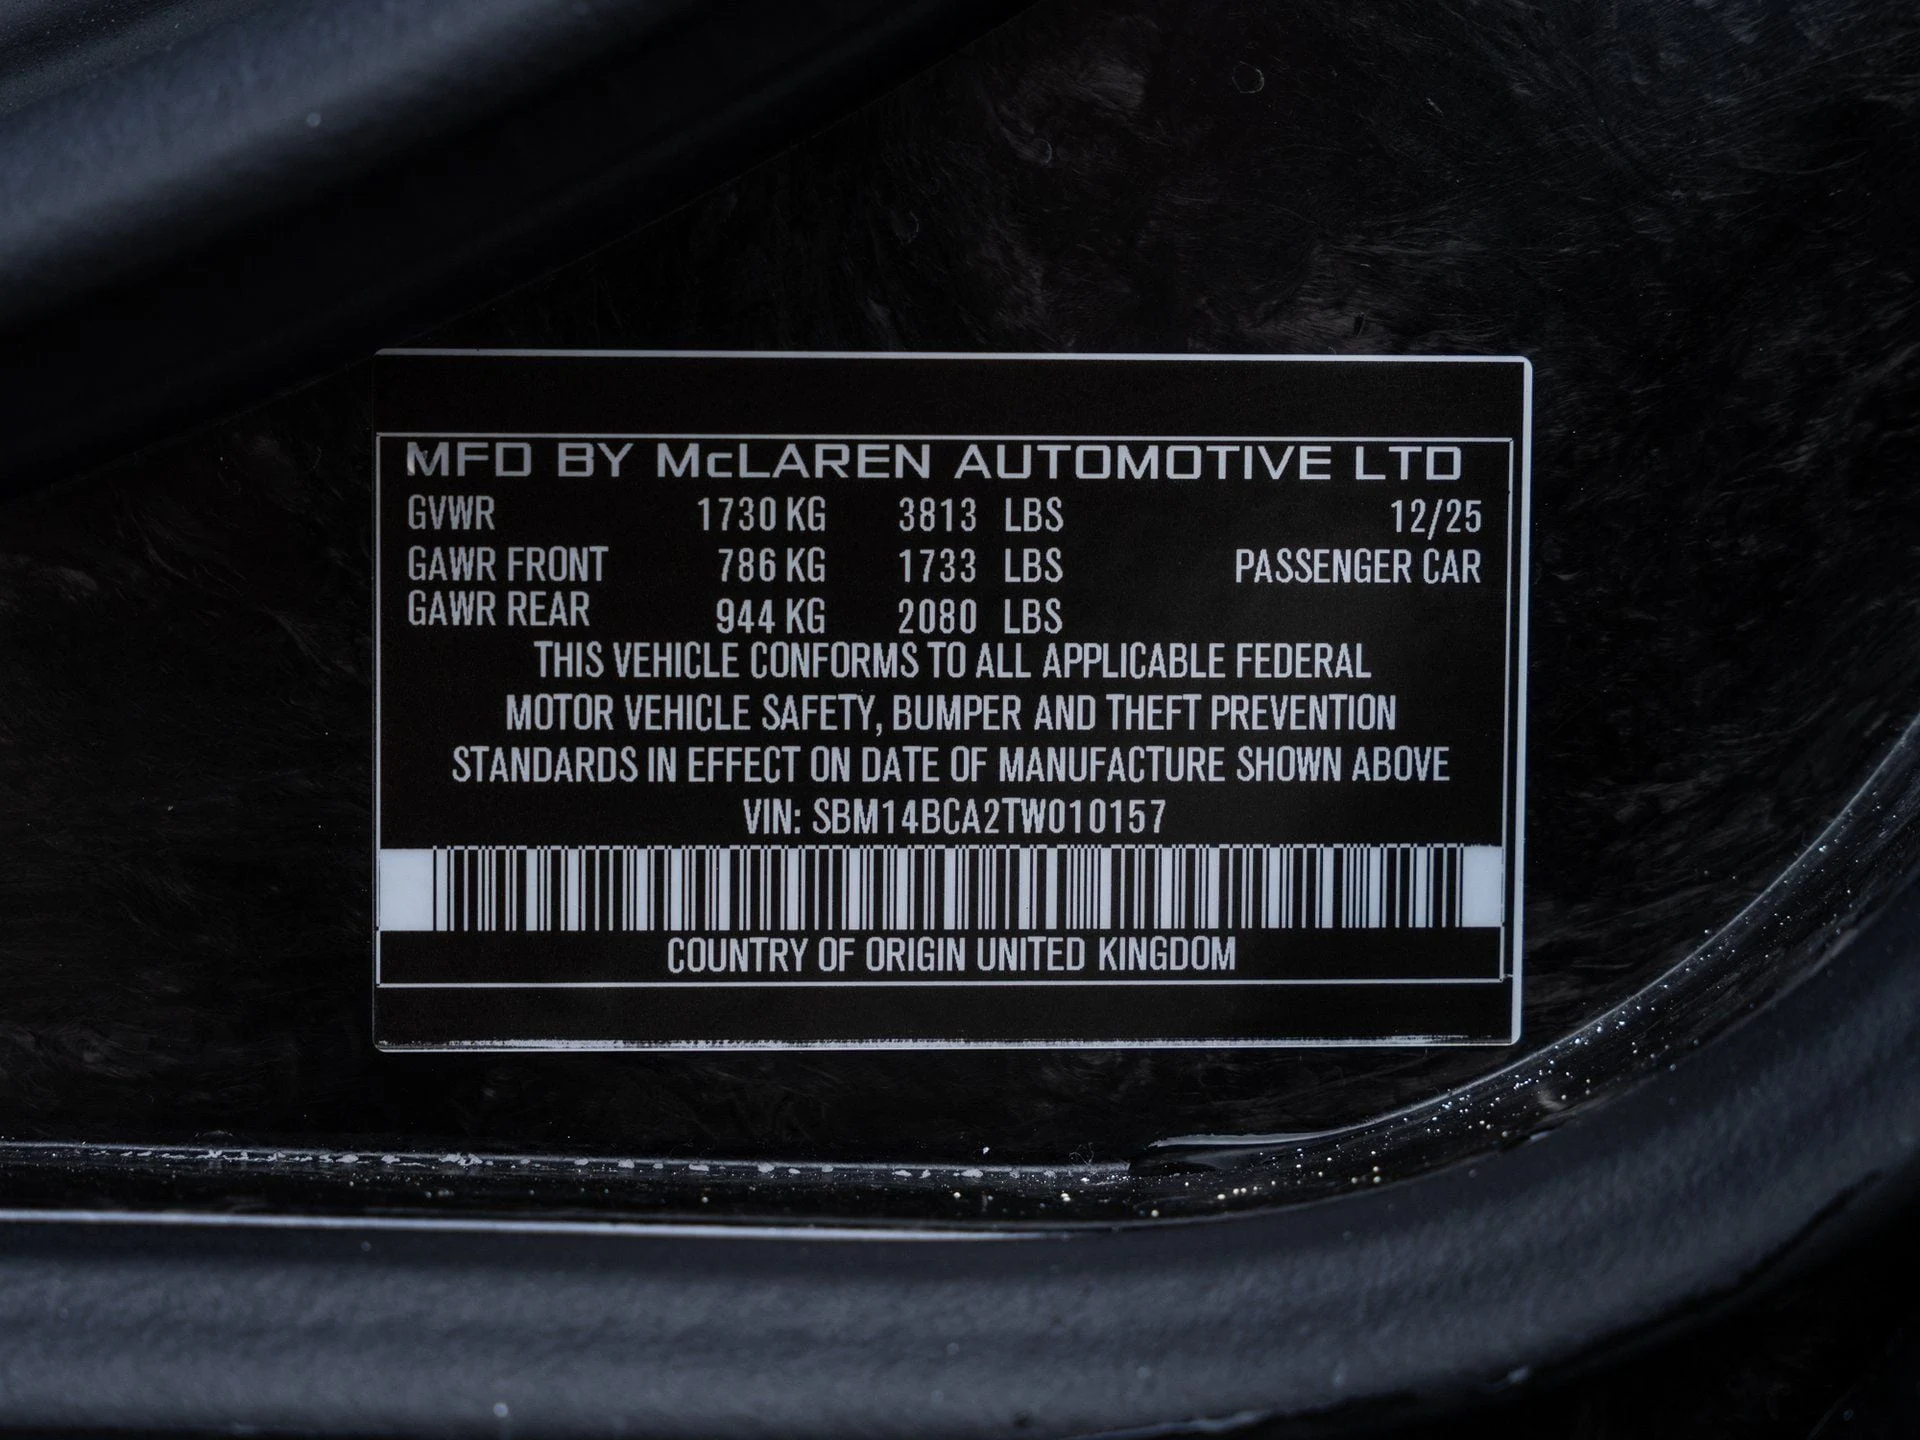 MFD BY McLAREN AUTOMOTIVE LTD
GVWR 1730 KG 3813 LBS 12/25
GAWR FRONT 786 KG 1733 LBS PASSENGER CAR
GAWR REAR 944 KG 2080 LBS
THIS VEHICLE CONFORMS TO ALL APPLICABLE FEDERAL
MOTOR VEHICLE SAFETY, BUMPER AND THEFT PREVENTION
STANDARDS IN EFFECT ON DATE OF MANUFACTURE SHOWN ABOVE
VIN: SBM14BCA2TW010157
COUNTRY OF ORIGIN UNITED KINGDOM